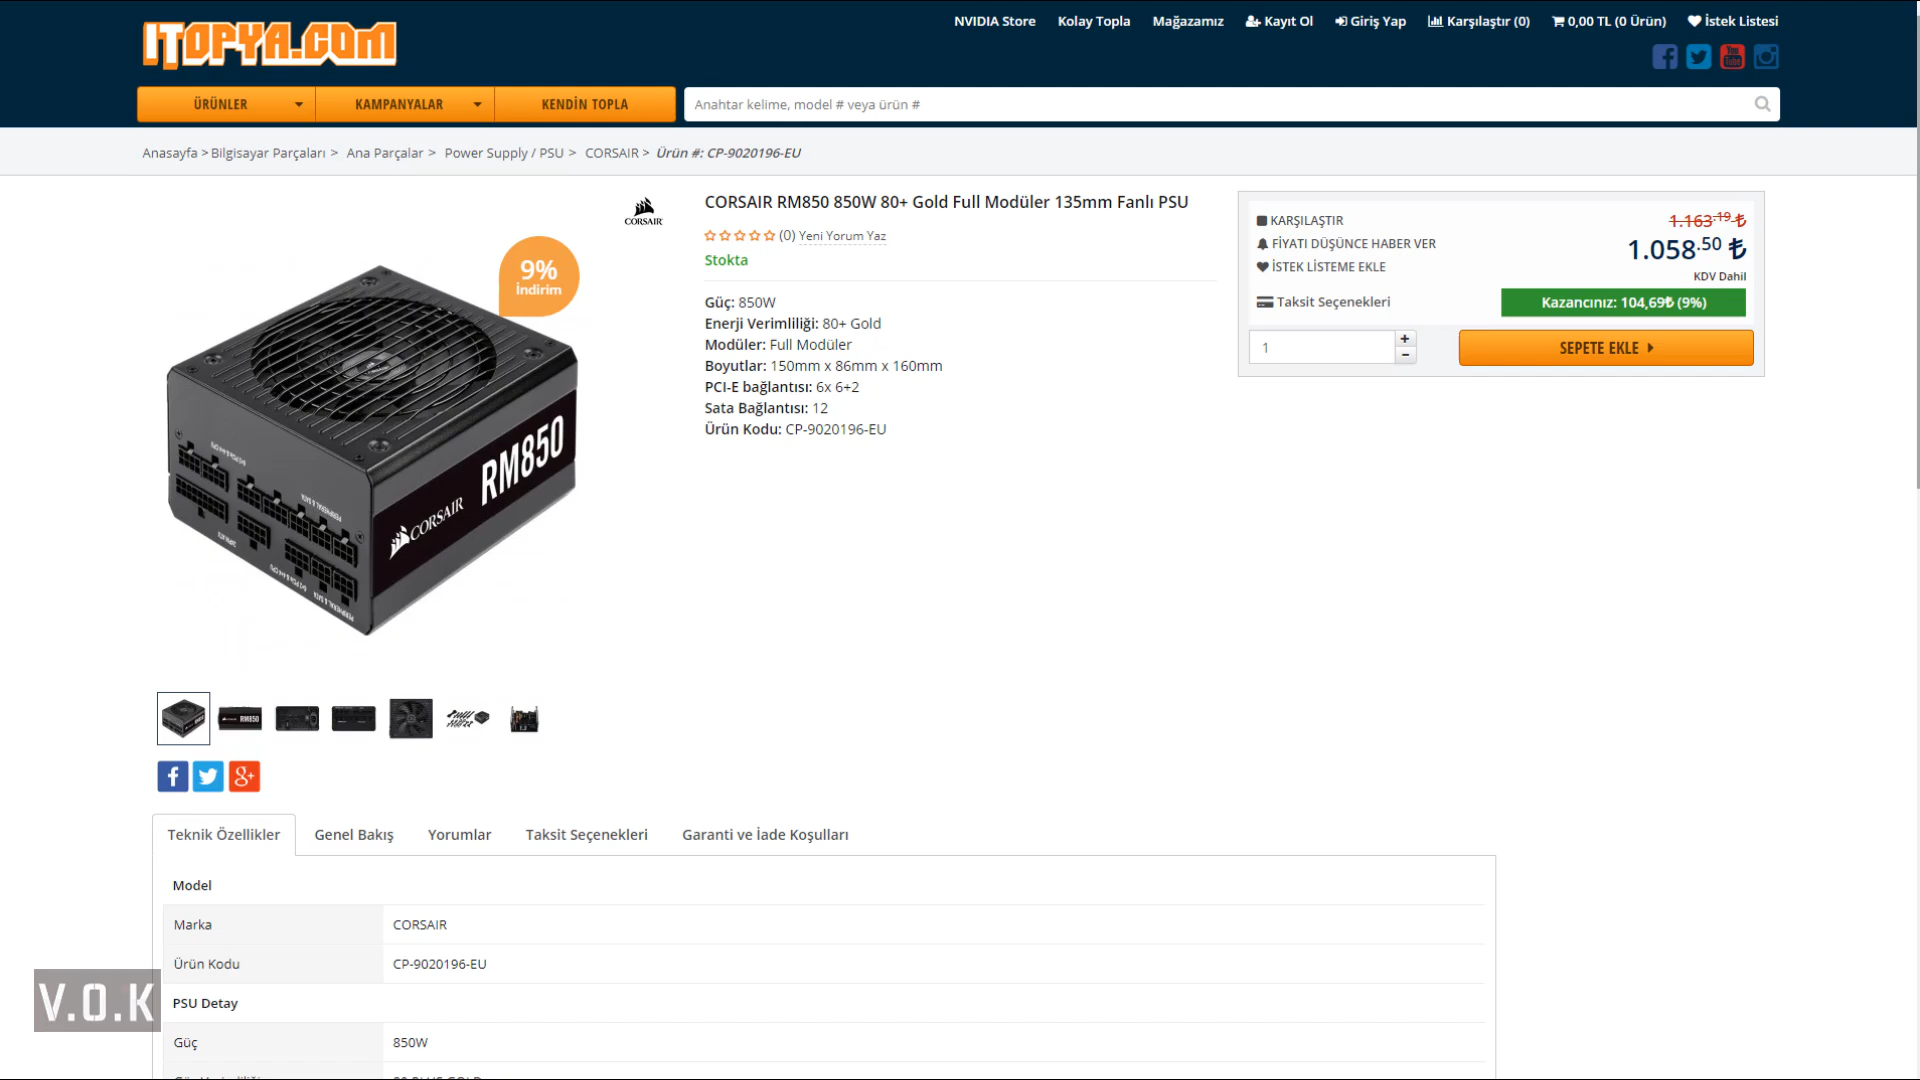 ITOPYA.COM
NVIDIA Store
Kolay Topla
Mağazamız
Kayıt Ol
Giriş Yap
Karşılaştır (0)
0,00 TL (0 Ürün)
İstek Listesi
ÜRÜNLER
KAMPANYALAR
KENDİN TOPLA
Anahtar kelime, model # veya ürün #
Anasayfa > Bilgisayar Parçaları > Ana Parçalar > Power Supply / PSU > CORSAIR > Ürün #: CP-9020196-EU
9%
İndirim
CORSAIR
RM850
CORSAIR
CORSAIR RM850 850W 80+ Gold Full Modüler 135mm Fanlı PSU
(0) Yeni Yorum Yaz
Stokta
Güç: 850W
Enerji Verimliliği: 80+ Gold
Modüler: Full Modüler
Boyutlar: 150mm x 86mm x 160mm
PCI-E bağlantısı: 6x 6+2
Sata Bağlantısı: 12
Ürün Kodu: CP-9020196-EU
KARŞILAŞTIR
FİYATI DÜŞÜNCE HABER VER
İSTEK LİSTEME EKLE
Taksit Seçenekleri
1.163,19 ₺
1.058,50 ₺
KDV Dahil
Kazancınız: 104,69₺ (9%)
1
SEPETE EKLE
Teknik Özellikler
Genel Bakış
Yorumlar
Taksit Seçenekleri
Garanti ve İade Koşulları
Model
Marka CORSAIR
Ürün Kodu CP-9020196-EU
PSU Detay
Güç 850W
V.O.K